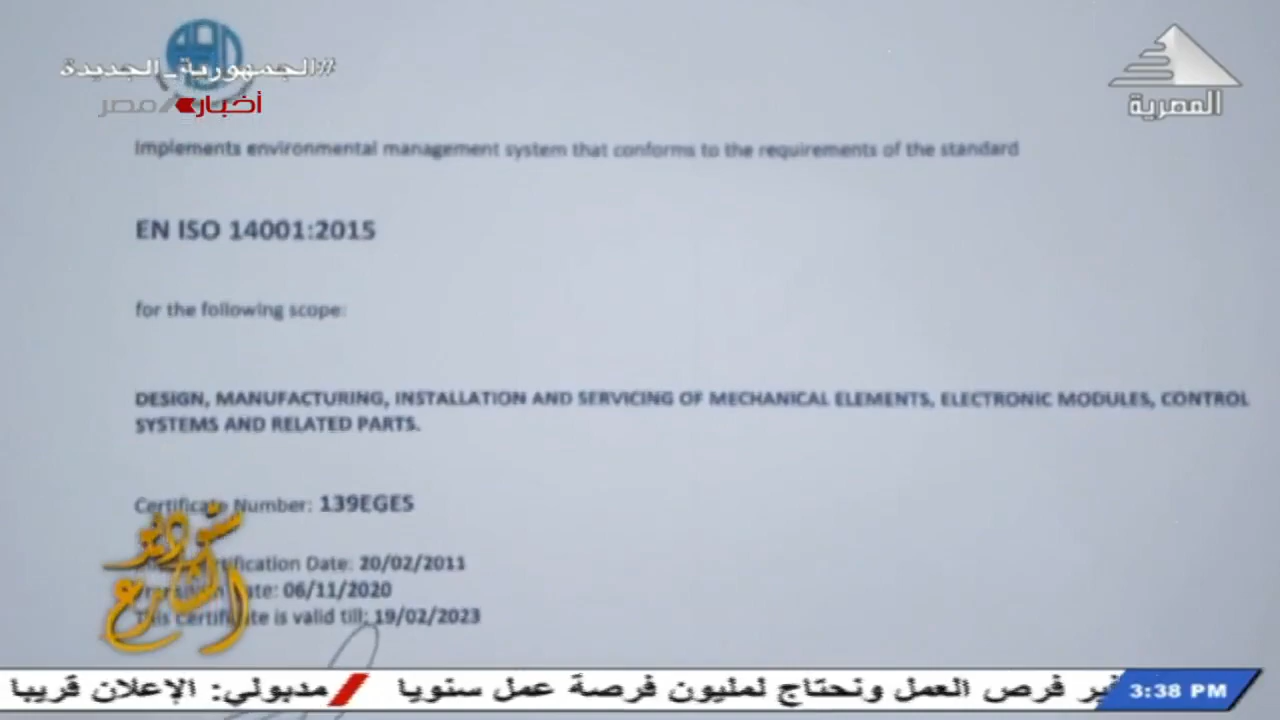 #الجمهورية_الجديدة
أخبار مصر
المصرية
Implements environmental management system that conforms to the requirements of the standard
EN ISO 14001:2015
for the following scope:
DESIGN, MANUFACTURING, INSTALLATION AND SERVICING OF MECHANICAL ELEMENTS, ELECTRONIC MODULES, CONTROL
SYSTEMS AND RELATED PARTS.
Certificate Number: 139EGES
Certification Date: 20/02/2011
Date: 06/11/2020
This certificate is valid till: 19/02/2023
ستوديو
الشارع
فرص العمل ونحتاج لمليون فرصة عمل سنويا
مدبولي: الإعلان قريبا
3:38 PM